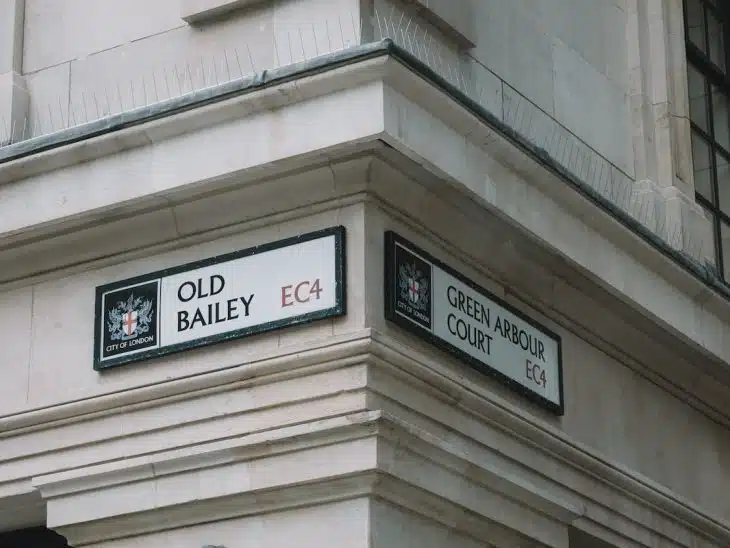 OLD
BAILEY
EC4
CITY OF LONDON
GREEN ARBOUR
COURT
EC4
CITY OF LONDON